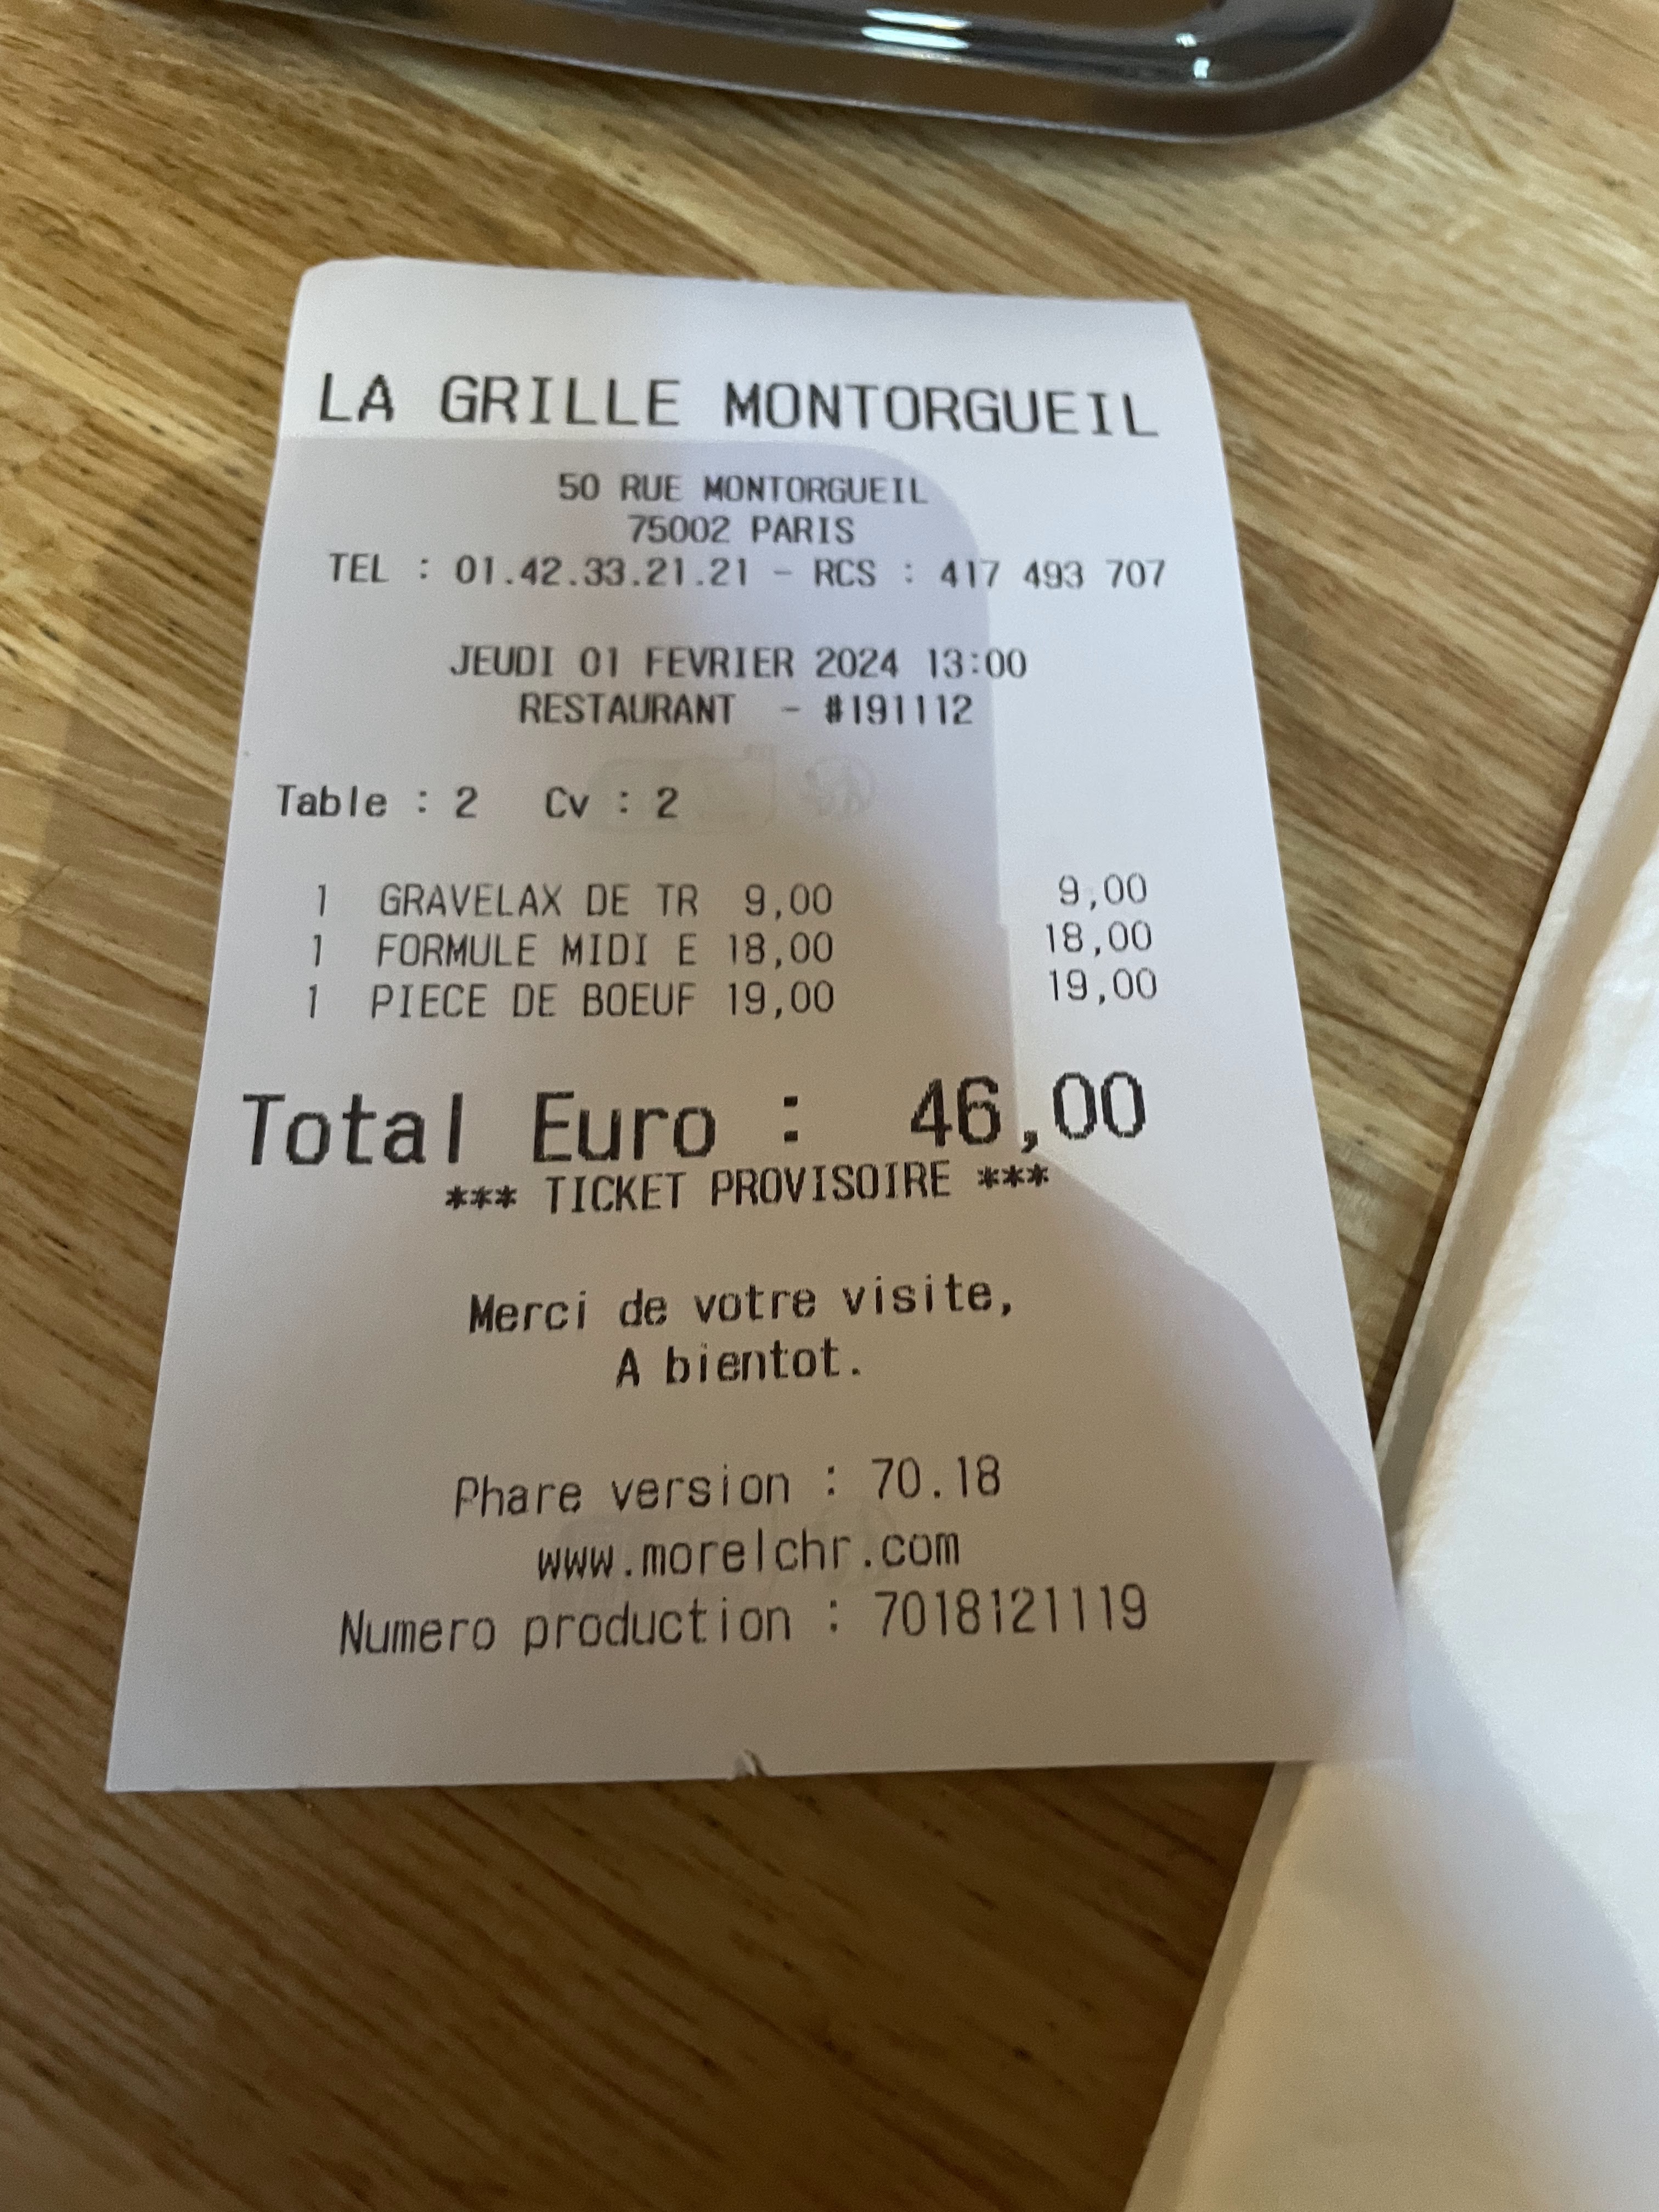 LA GRILLE MONTORGUEIL
50 RUE MONTORGUEIL
75002 PARIS
TEL : 01.42.33.21.21 - RCS : 417 493 707
JEUDI 01 FEVRIER 2024 13:00
RESTAURANT - #191112
Table : 2 Cv : 2
1 GRAVELAX DE TR 9,00 9,00
1 FORMULE MIDI E 18,00 18,00
1 PIECE DE BOEUF 19,00 19,00
Total Euro : 46,00
*** TICKET PROVISOIRE ***
Merci de votre visite,
A bientot.
Phare version : 70.18
www.morelchr.com
Numero production : 7018121119